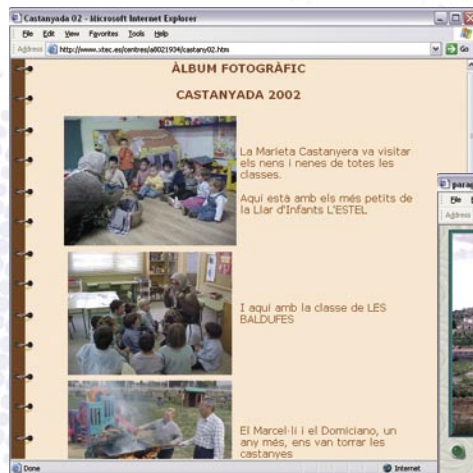 Castanyada 02 - Microsoft Internet Explorer
File Edit View Favorites Tools Help
Address http://www.xtec.es/centres/a8021934/castany02.htm Go
ÀLBUM FOTOGRÀFIC
CASTANYADA 2002
La Marieta Castanyera va visitar
els nens i nenes de totes les
classes.
Aquí està amb els més petits de
la Llar d'Infants L'ESTEL
I aquí amb la classe de LES
BALDUFES
El Marcel·li i el Domiciano, un
any més, ens van torrar les
castanyes
Done Internet